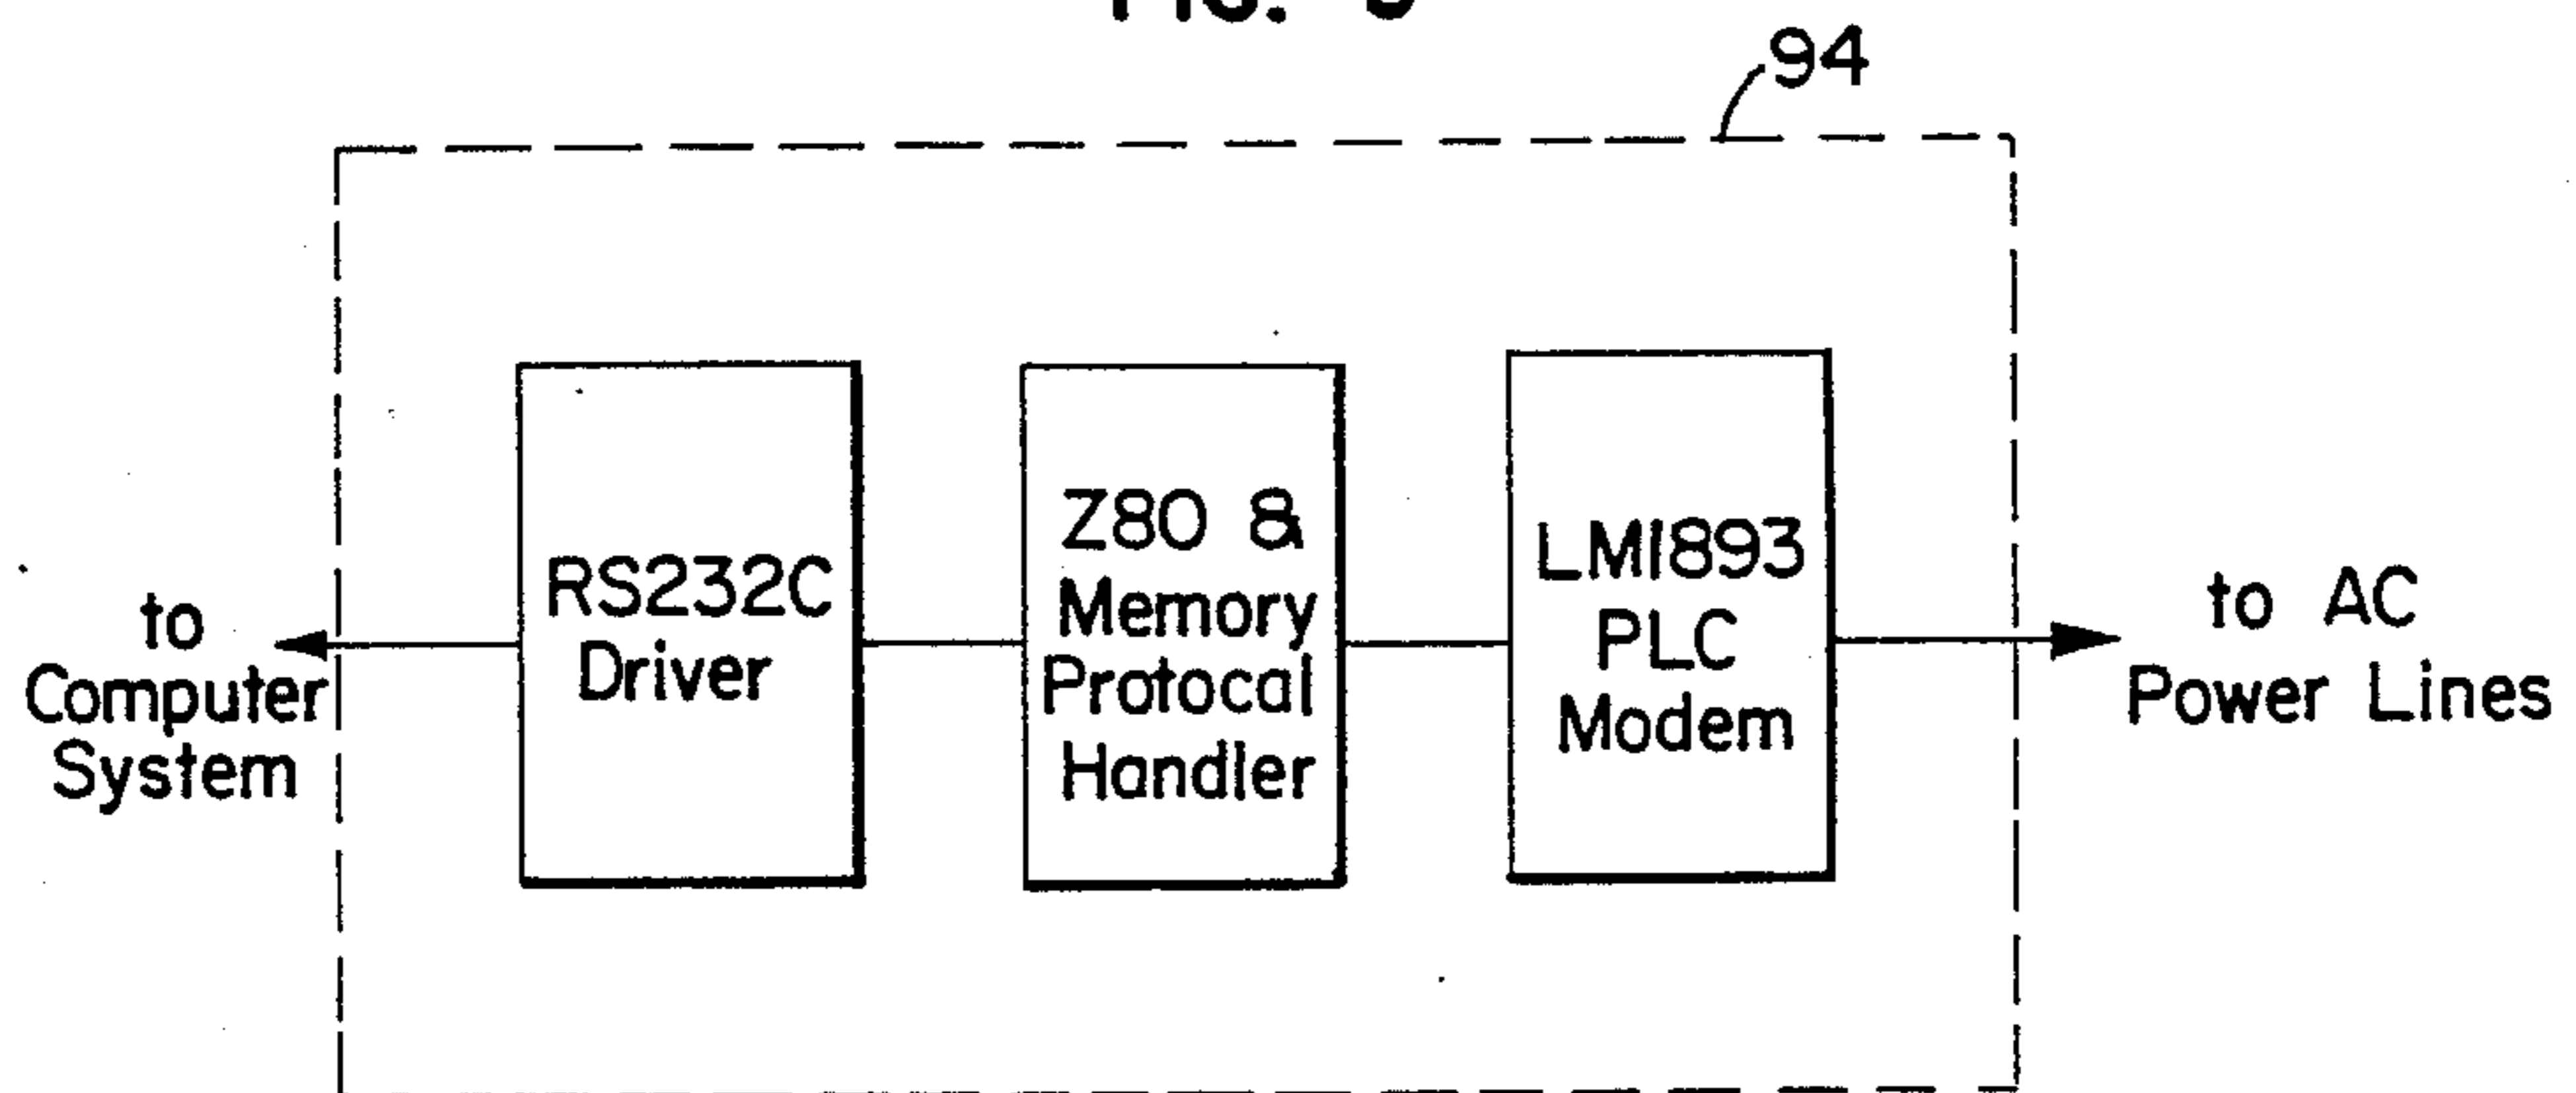 94
to
Computer
System
RS232C
Driver
Z80 &
Memory
Protocal
Handler
LM1893
PLC
Modem
to AC
Power Lines